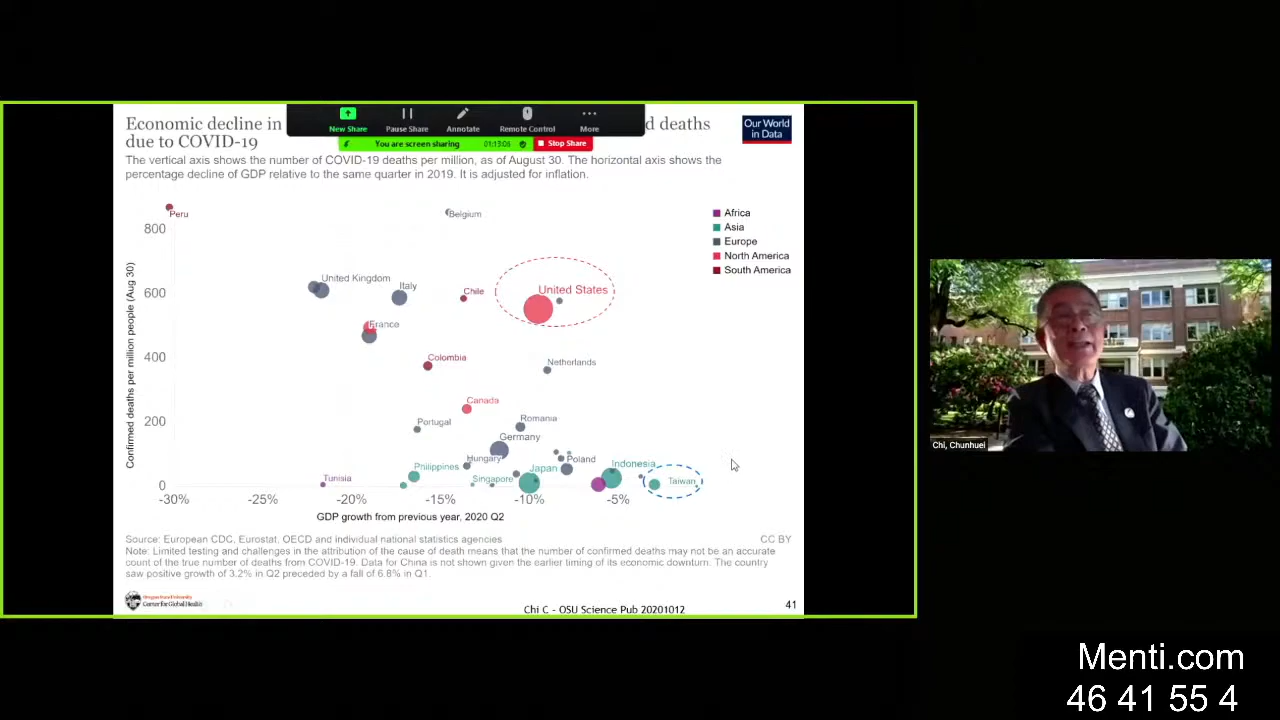 Economic decline in
d deaths
due to COVID-19
New Share
Pause Share
Annotate
Remote Control
More
You are screen sharing
01:13:06
Stop Share
Our World
in Data
The vertical axis shows the number of COVID-19 deaths per million, as of August 30. The horizontal axis shows the
percentage decline of GDP relative to the same quarter in 2019. It is adjusted for inflation.
Confirmed deaths per million people (Aug 30)
800
600
400
200
0
Peru
Belgium
United Kingdom
Italy
Chile
United States
France
Colombia
Netherlands
Canada
Portugal
Romania
Germany
Hungary
Poland
Philippines
Japan
Indonesia
Tunisia
Singapore
Taiwan
Africa
Asia
Europe
North America
South America
-30%
-25%
-20%
-15%
-10%
-5%
GDP growth from previous year, 2020 Q2
Source: European CDC, Eurostat, OECD and individual national statistics agencies
CC BY
Note: Limited testing and challenges in the attribution of the cause of death means that the number of confirmed deaths may not be an accurate
count of the true number of deaths from COVID-19. Data for China is not shown given the earlier timing of its economic downturn. The country
saw positive growth of 3.2% in Q2 preceded by a fall of 6.8% in Q1.
Oregon State University
Center for Global Health
Chi C - OSU Science Pub 20201012
41
Chi, Chunhuei
Menti.com
46 41 55 4